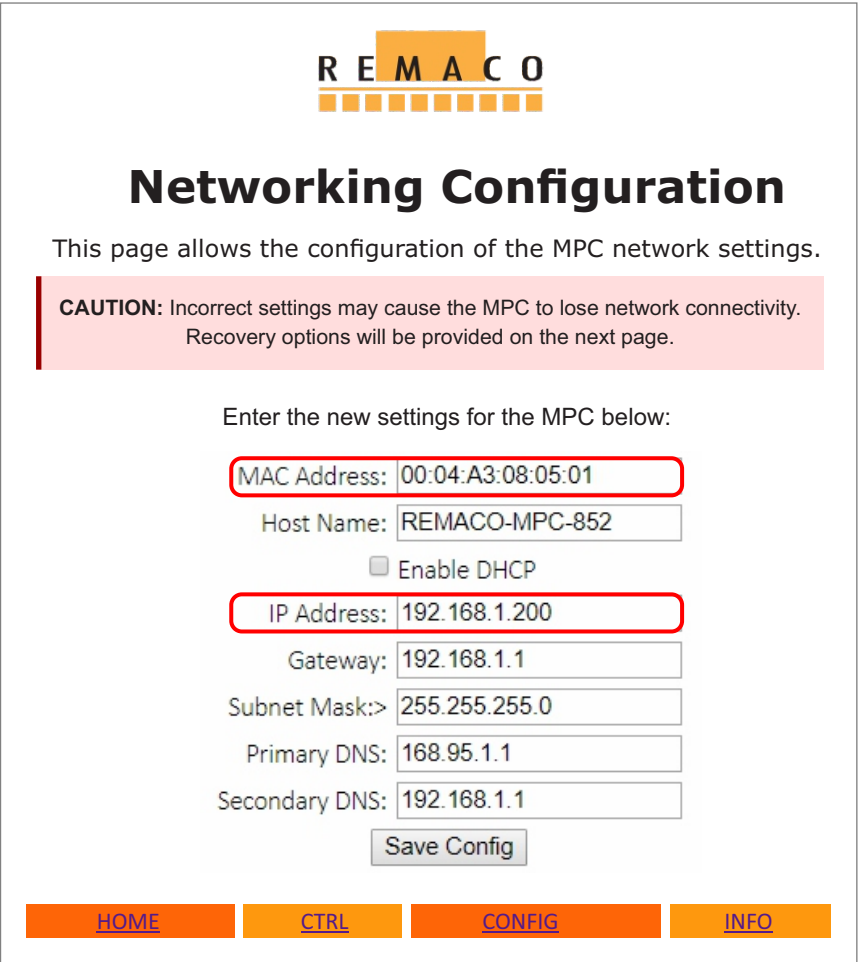 REMACO
Networking Configuration
This page allows the configuration of the MPC network settings.
CAUTION: Incorrect settings may cause the MPC to lose network connectivity.
Recovery options will be provided on the next page.
Enter the new settings for the MPC below:
MAC Address: 00:04:A3:08:05:01
Host Name: REMACO-MPC-852
Enable DHCP
IP Address: 192.168.1.200
Gateway: 192.168.1.1
Subnet Mask:> 255.255.255.0
Primary DNS: 168.95.1.1
Secondary DNS: 192.168.1.1
Save Config
HOME CTRL CONFIG INFO